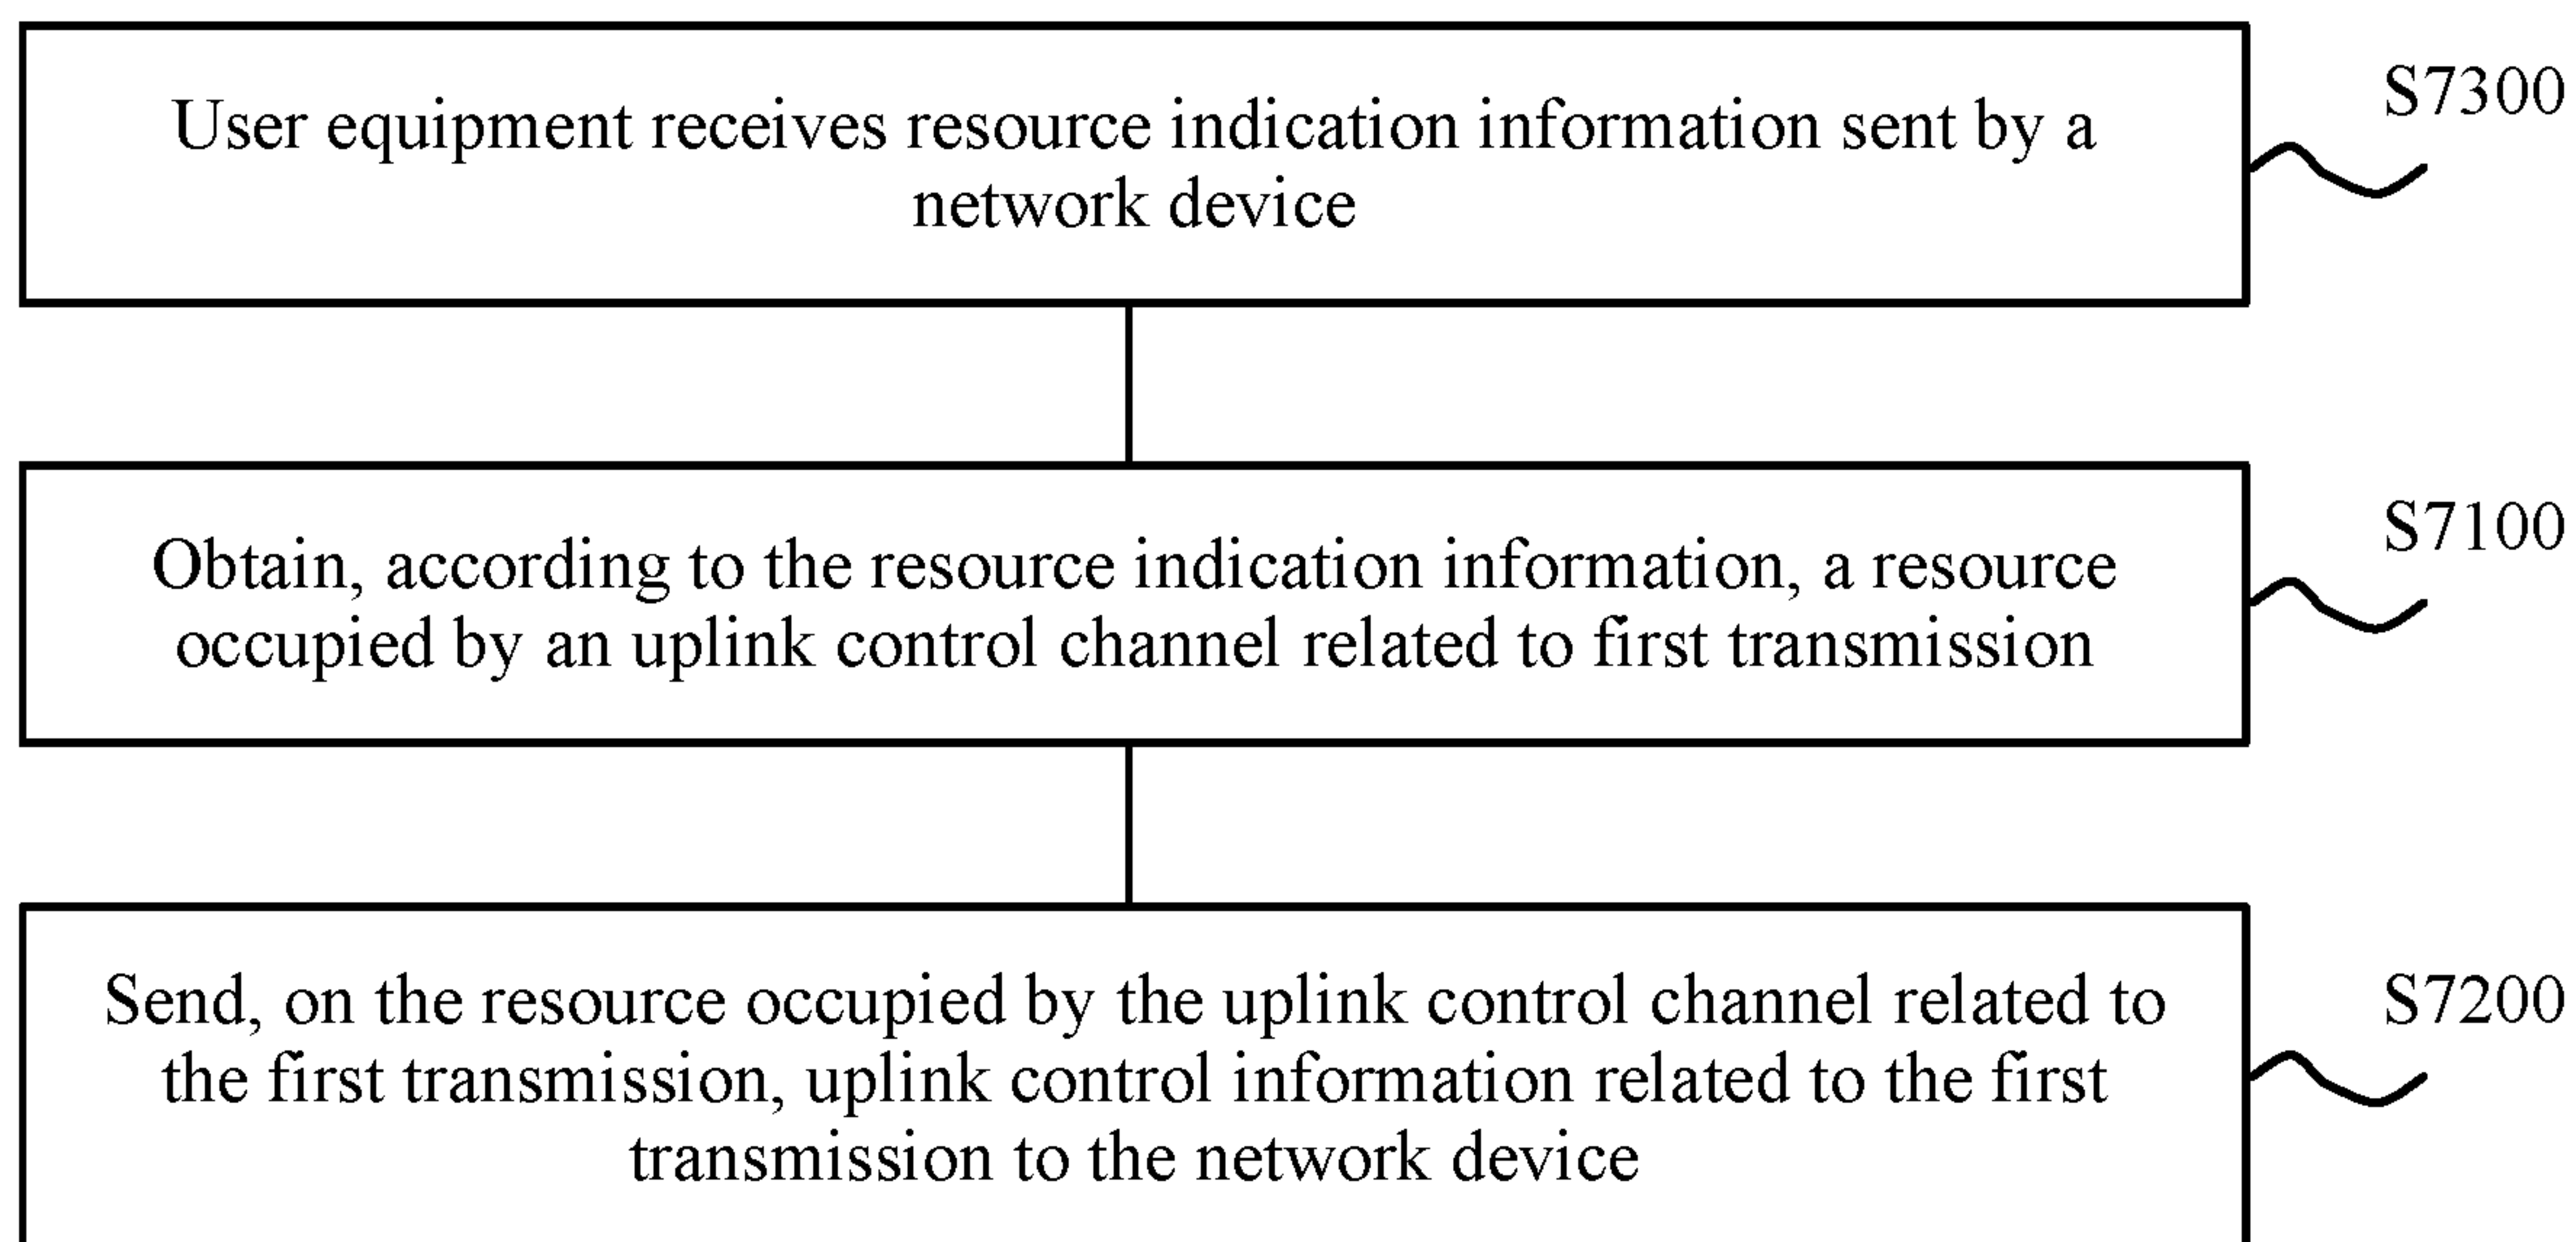 User equipment receives resource indication information sent by a
network device
S7300
Obtain, according to the resource indication information, a resource
occupied by an uplink control channel related to first transmission
S7100
Send, on the resource occupied by the uplink control channel related to
the first transmission, uplink control information related to the first
transmission to the network device
S7200